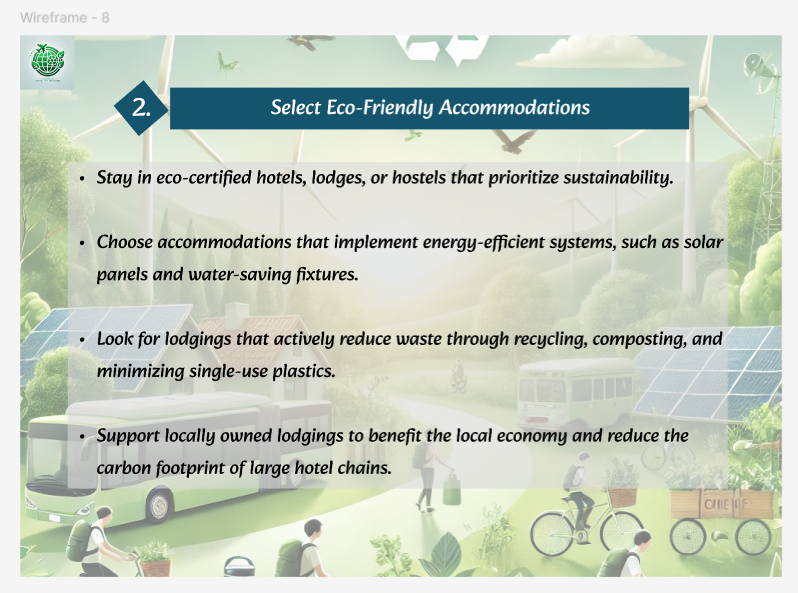 Wireframe - 8
2.
Select Eco-Friendly Accommodations
• Stay in eco-certified hotels, lodges, or hostels that prioritize sustainability.
• Choose accommodations that implement energy-efficient systems, such as solar
panels and water-saving fixtures.
• Look for lodgings that actively reduce waste through recycling, composting, and
minimizing single-use plastics.
• Support locally owned lodgings to benefit the local economy and reduce the
carbon footprint of large hotel chains.